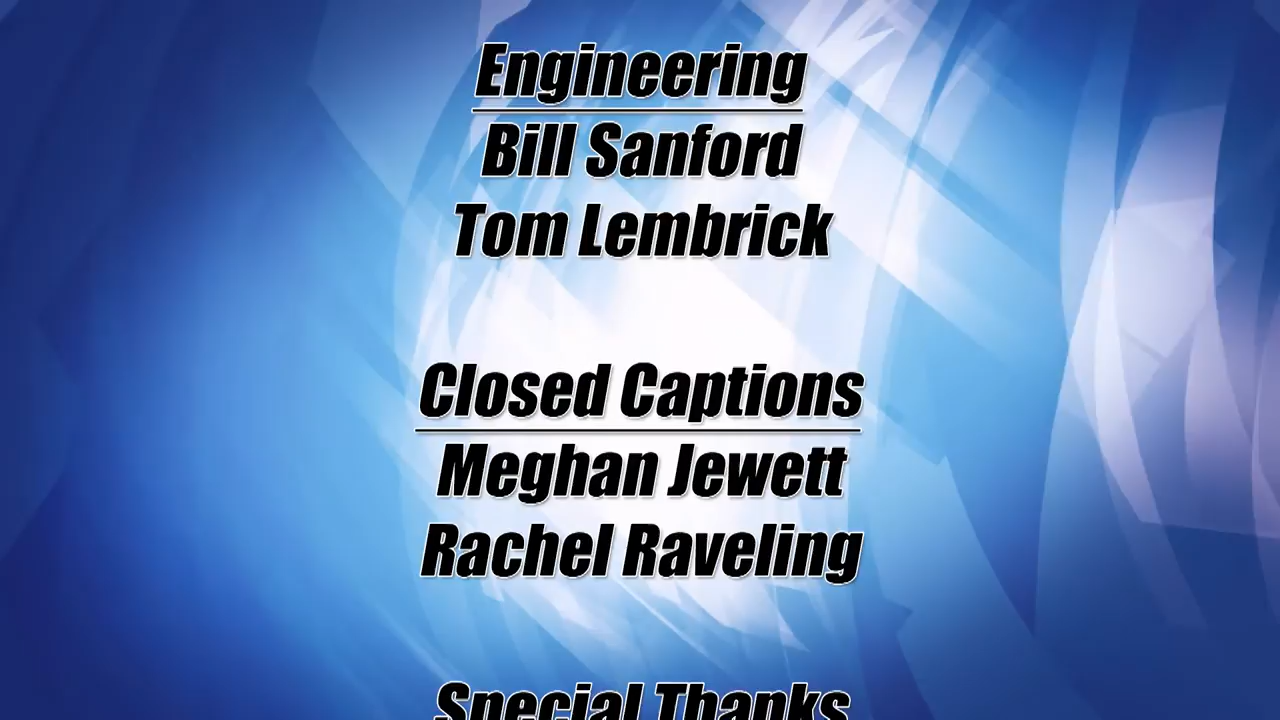 Engineering
Bill Sanford
Tom Lembrick
Closed Captions
Meghan Jewett
Rachel Raveling
Special Thanks